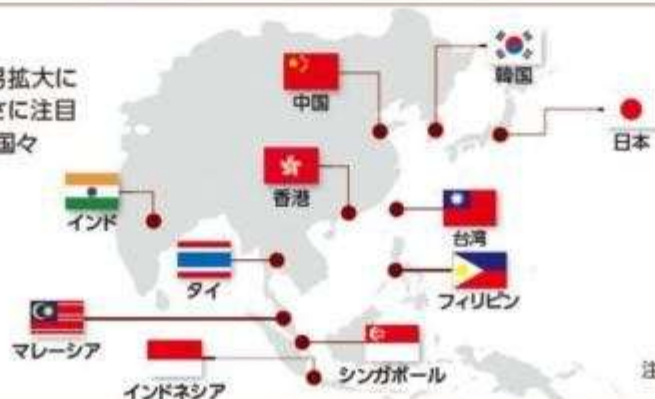 易拡大に
さに注目
国々
韓国
中国
日本
香港
インド
台湾
タイ
フィリピン
マレーシア
シンガポール
インドネシア
注